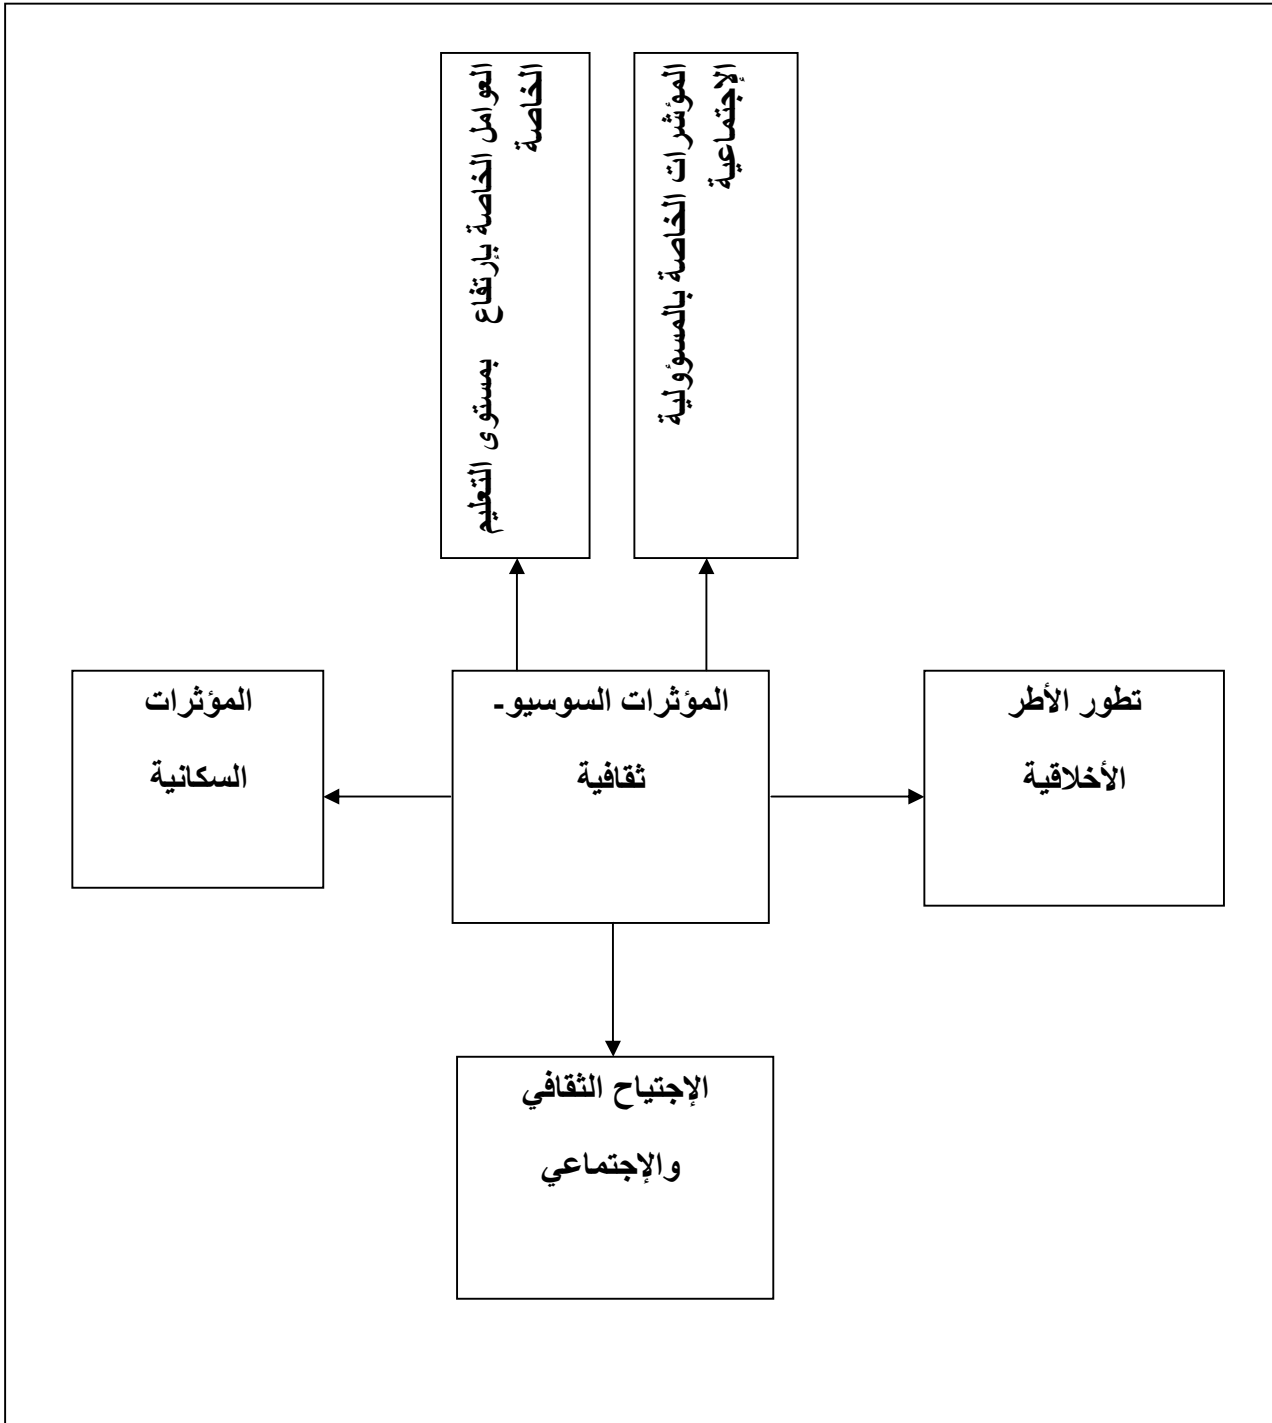 المؤشرات الخاصة بالمسؤولية
الإجتماعية
العوامل الخاصة بإرتفاع بمستوى التعليم
الخاصة
تطور الأطر
الأخلاقية
المؤثرات السوسيو-
ثقافية
المؤثرات
السكانية
الإجتياح الثقافي
والإجتماعي